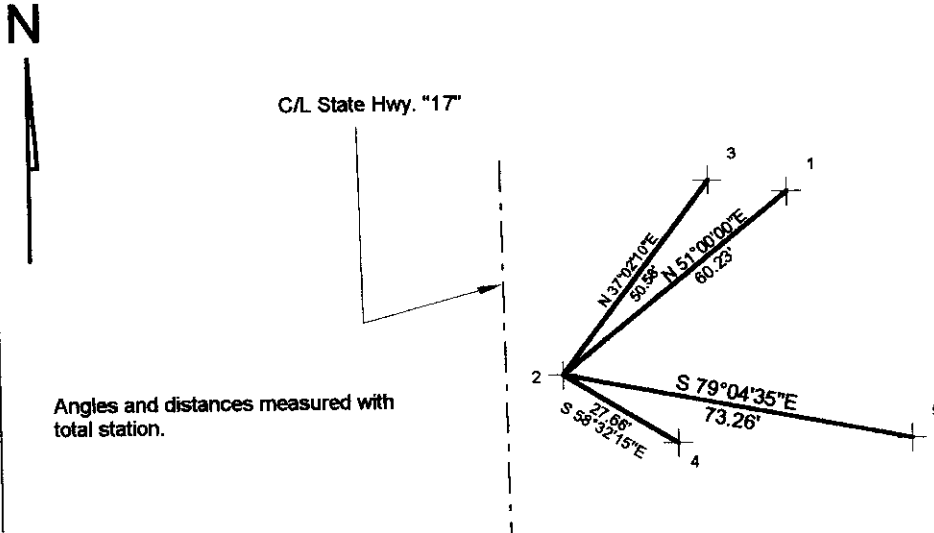 N
C/L State Hwy. "17"
3
1
N 37°02'10"E
50.58'
N 51°00'00"E
60.23'
2
S 79°04'35"E
73.26'
27.66'
S 58°32'15"E
4
Angles and distances measured with
total station.